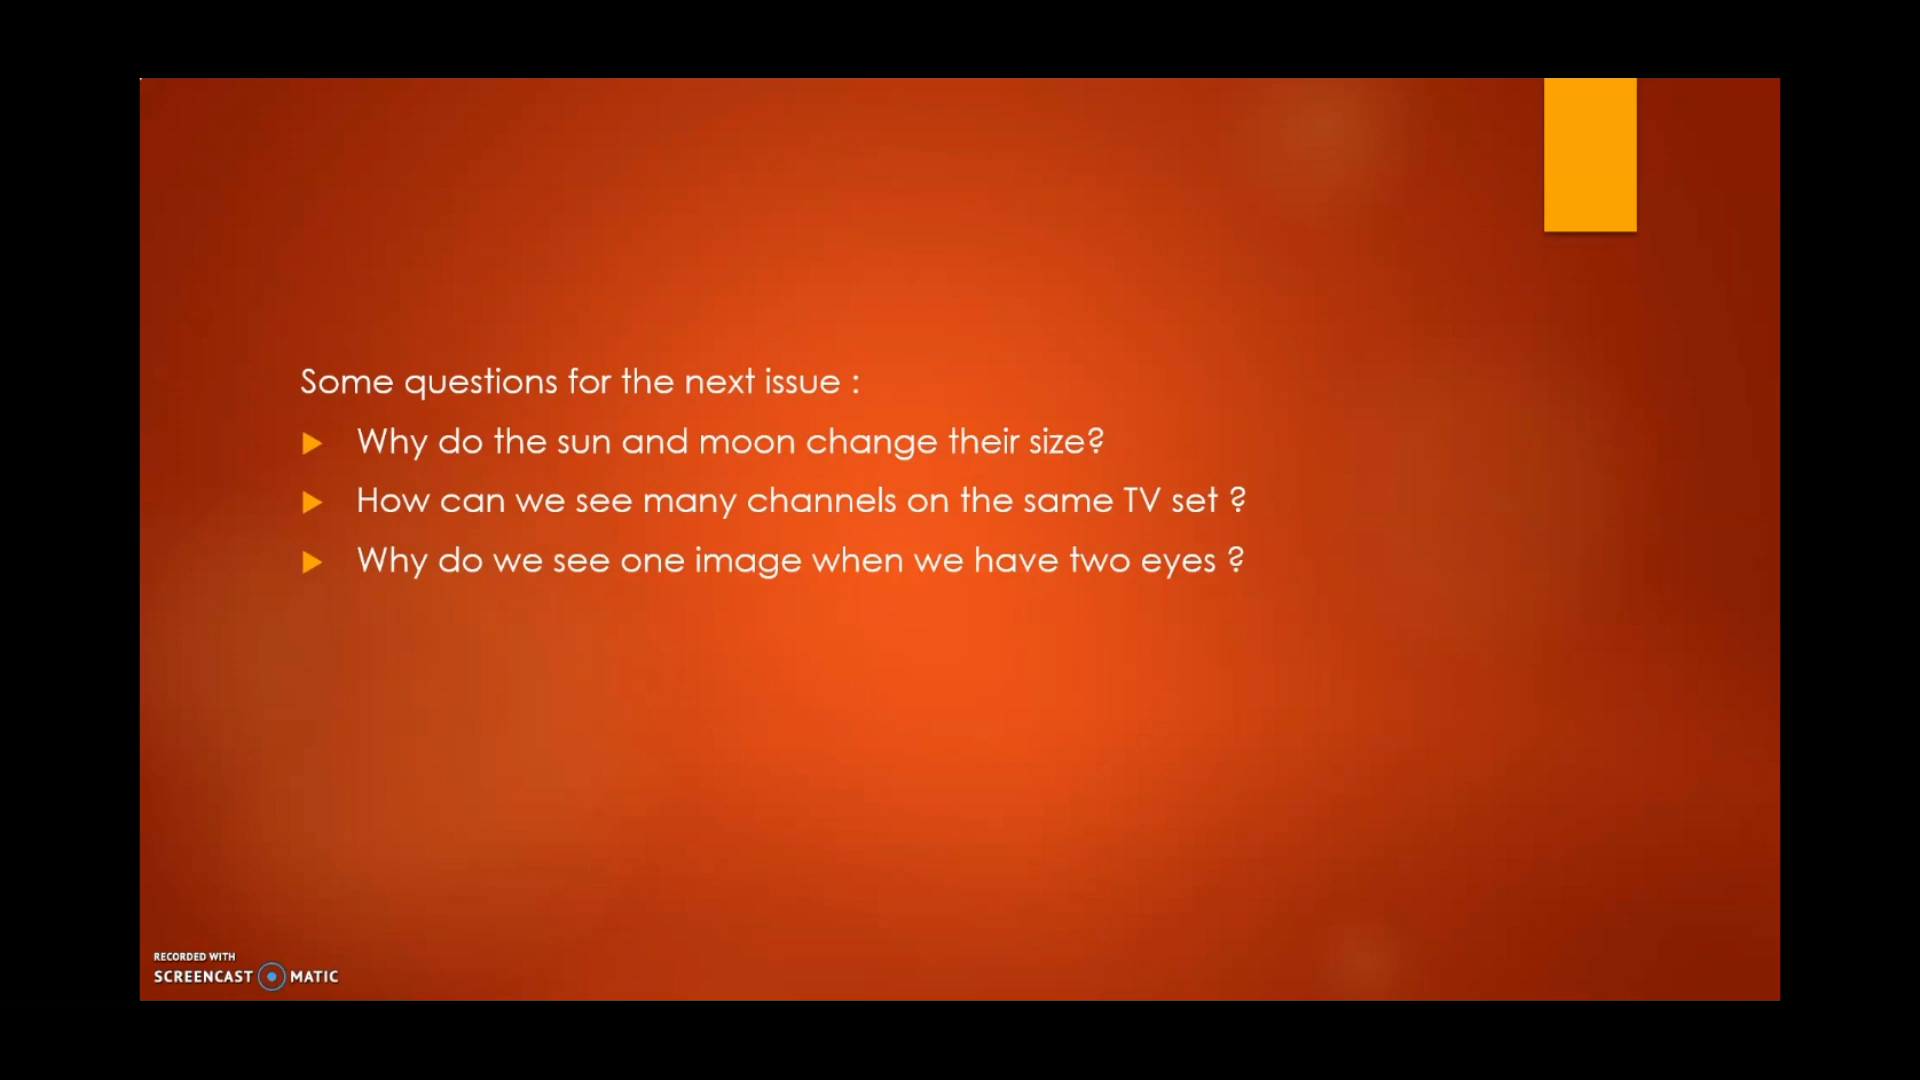 Some questions for the next issue :
Why do the sun and moon change their size?
How can we see many channels on the same TV set ?
Why do we see one image when we have two eyes ?
RECORDED WITH
SCREENCAST MATIC